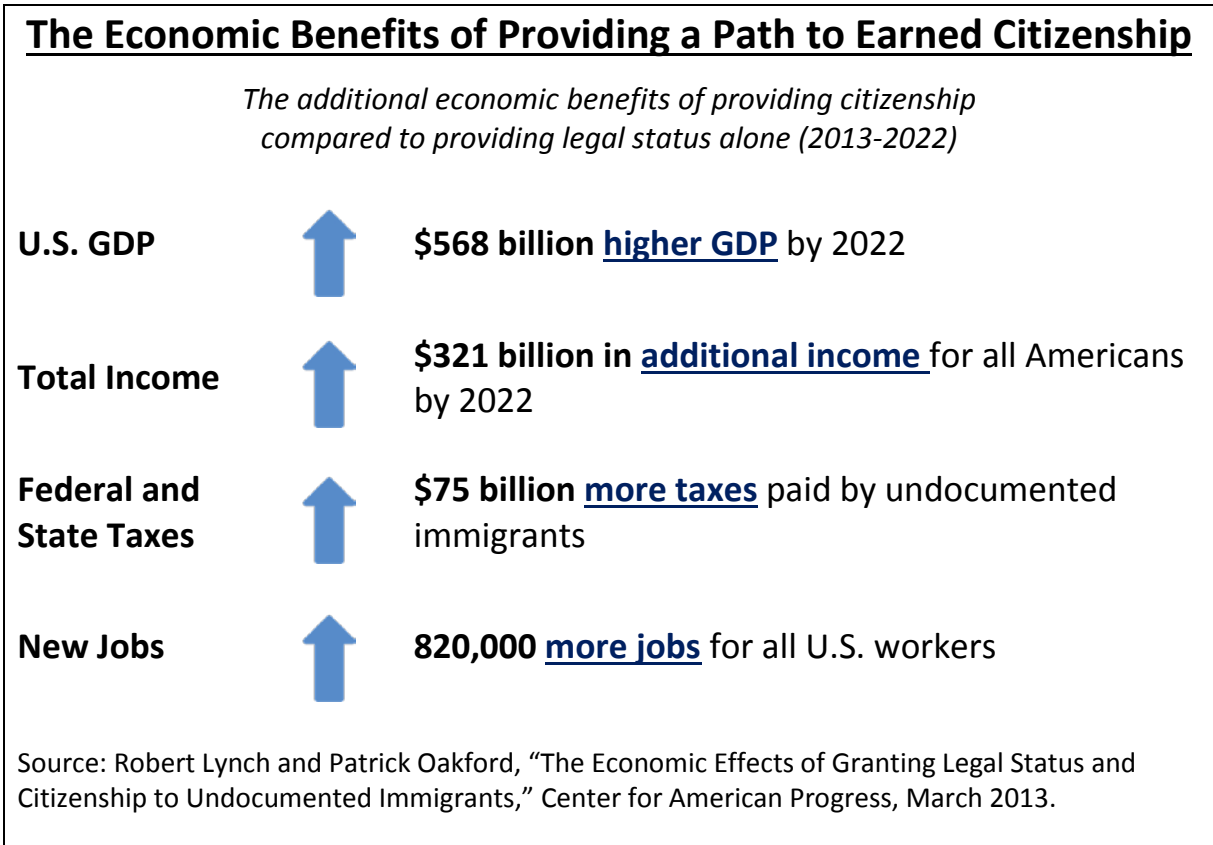 The Economic Benefits of Providing a Path to Earned Citizenship
The additional economic benefits of providing citizenship
compared to providing legal status alone (2013-2022)
U.S. GDP
$568 billion higher GDP by 2022
Total Income
$321 billion in additional income for all Americans
by 2022
Federal and
State Taxes
$75 billion more taxes paid by undocumented
immigrants
New Jobs
820,000 more jobs for all U.S. workers
Source: Robert Lynch and Patrick Oakford, “The Economic Effects of Granting Legal Status and
Citizenship to Undocumented Immigrants,” Center for American Progress, March 2013.